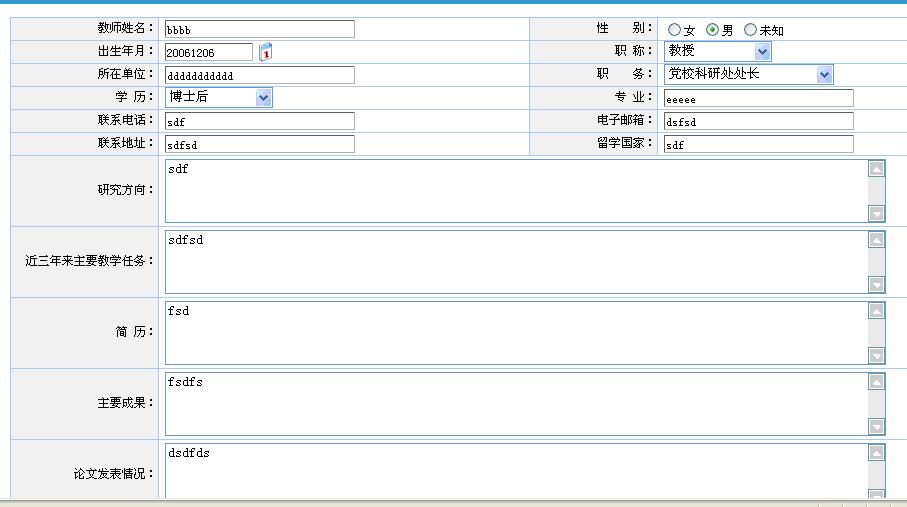 教师姓名： bbbb 性 别： 女 男 未知
出生年月： 20061206 1 职 称： 教授
所在单位： ddddddddddd 职 务： 党校科研处处长
学 历： 博士后 专 业： eeeee
联系电话： sdf 电子邮箱： dsfsd
联系地址： sdfsd 留学国家： sdf
研究方向： sdf
近三年来主要教学任务： sdfsd
简 历： fsd
主要成果： fsdfs
论文发表情况： dsdfds